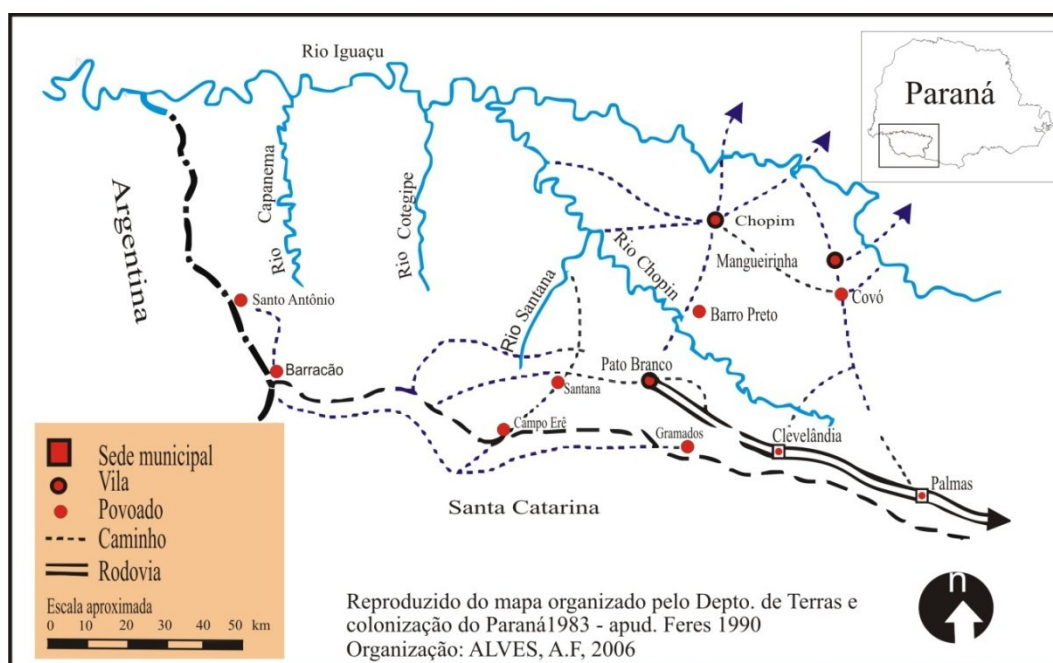 Rio Iguaçu
Paraná
Argentina
Rio Capanema
Rio Cotegipe
Chopim
Rio Chopin
Mangueirinha
Santo Antônio
Covó
Rio Santana
Barro Preto
Barracão
Pato Branco
Santana
Campo Erê
Gramados
Clevelândia
Palmas
Santa Catarina
Sede municipal
Vila
Povoado
Caminho
Rodovia
Escala aproximada
0 10 20 30 40 50 km
n
Reproduzido do mapa organizado pelo Depto. de Terras e
colonização do Paraná1983 - apud. Feres 1990
Organização: ALVES, A.F, 2006